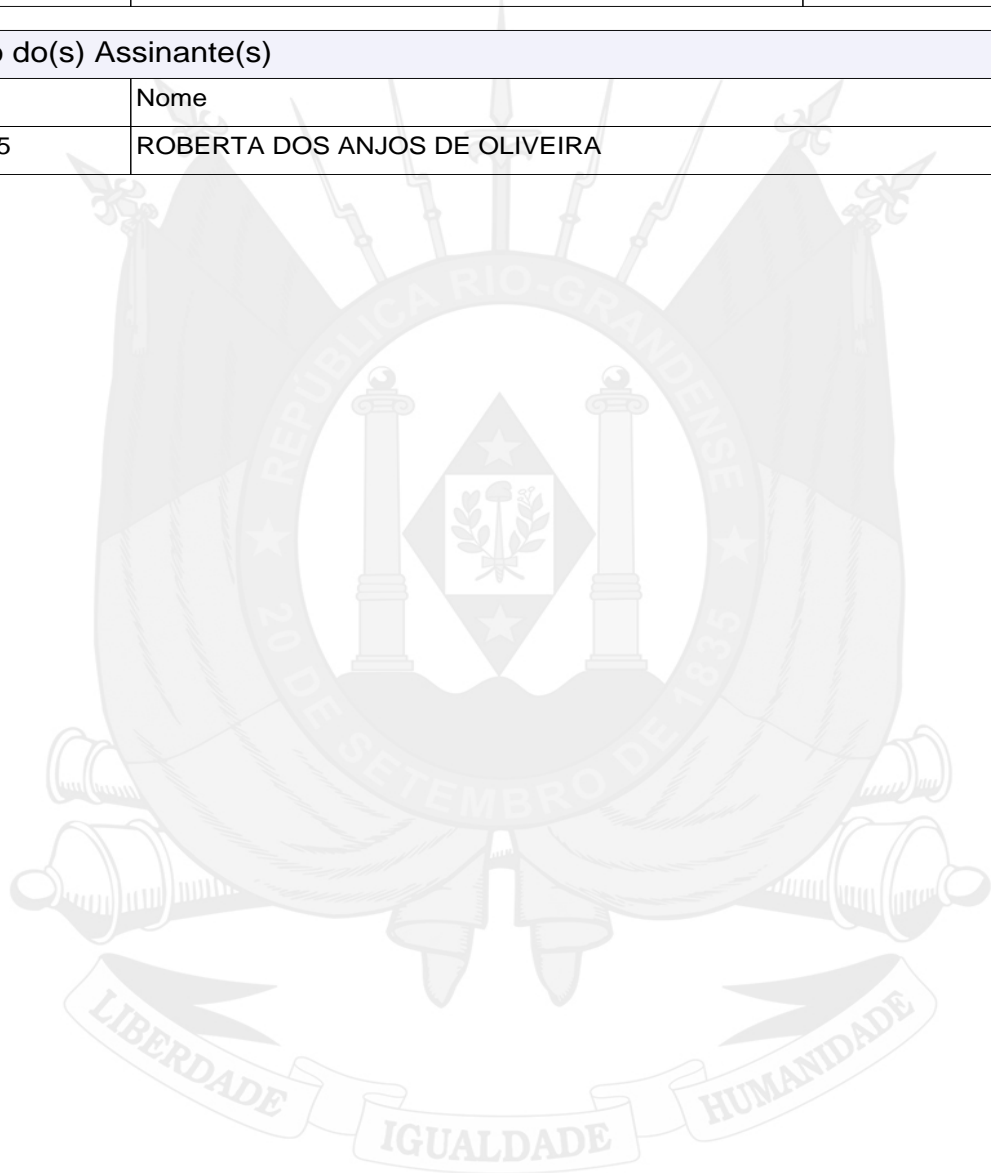 o do(s) Assinante(s)
Nome
5 ROBERTA DOS ANJOS DE OLIVEIRA
REPÚBLICA RIO-GRANDENSE
★ 20 DE SETEMBRO DE 1835 ★
LIBERDADE IGUALDADE HUMANIDADE